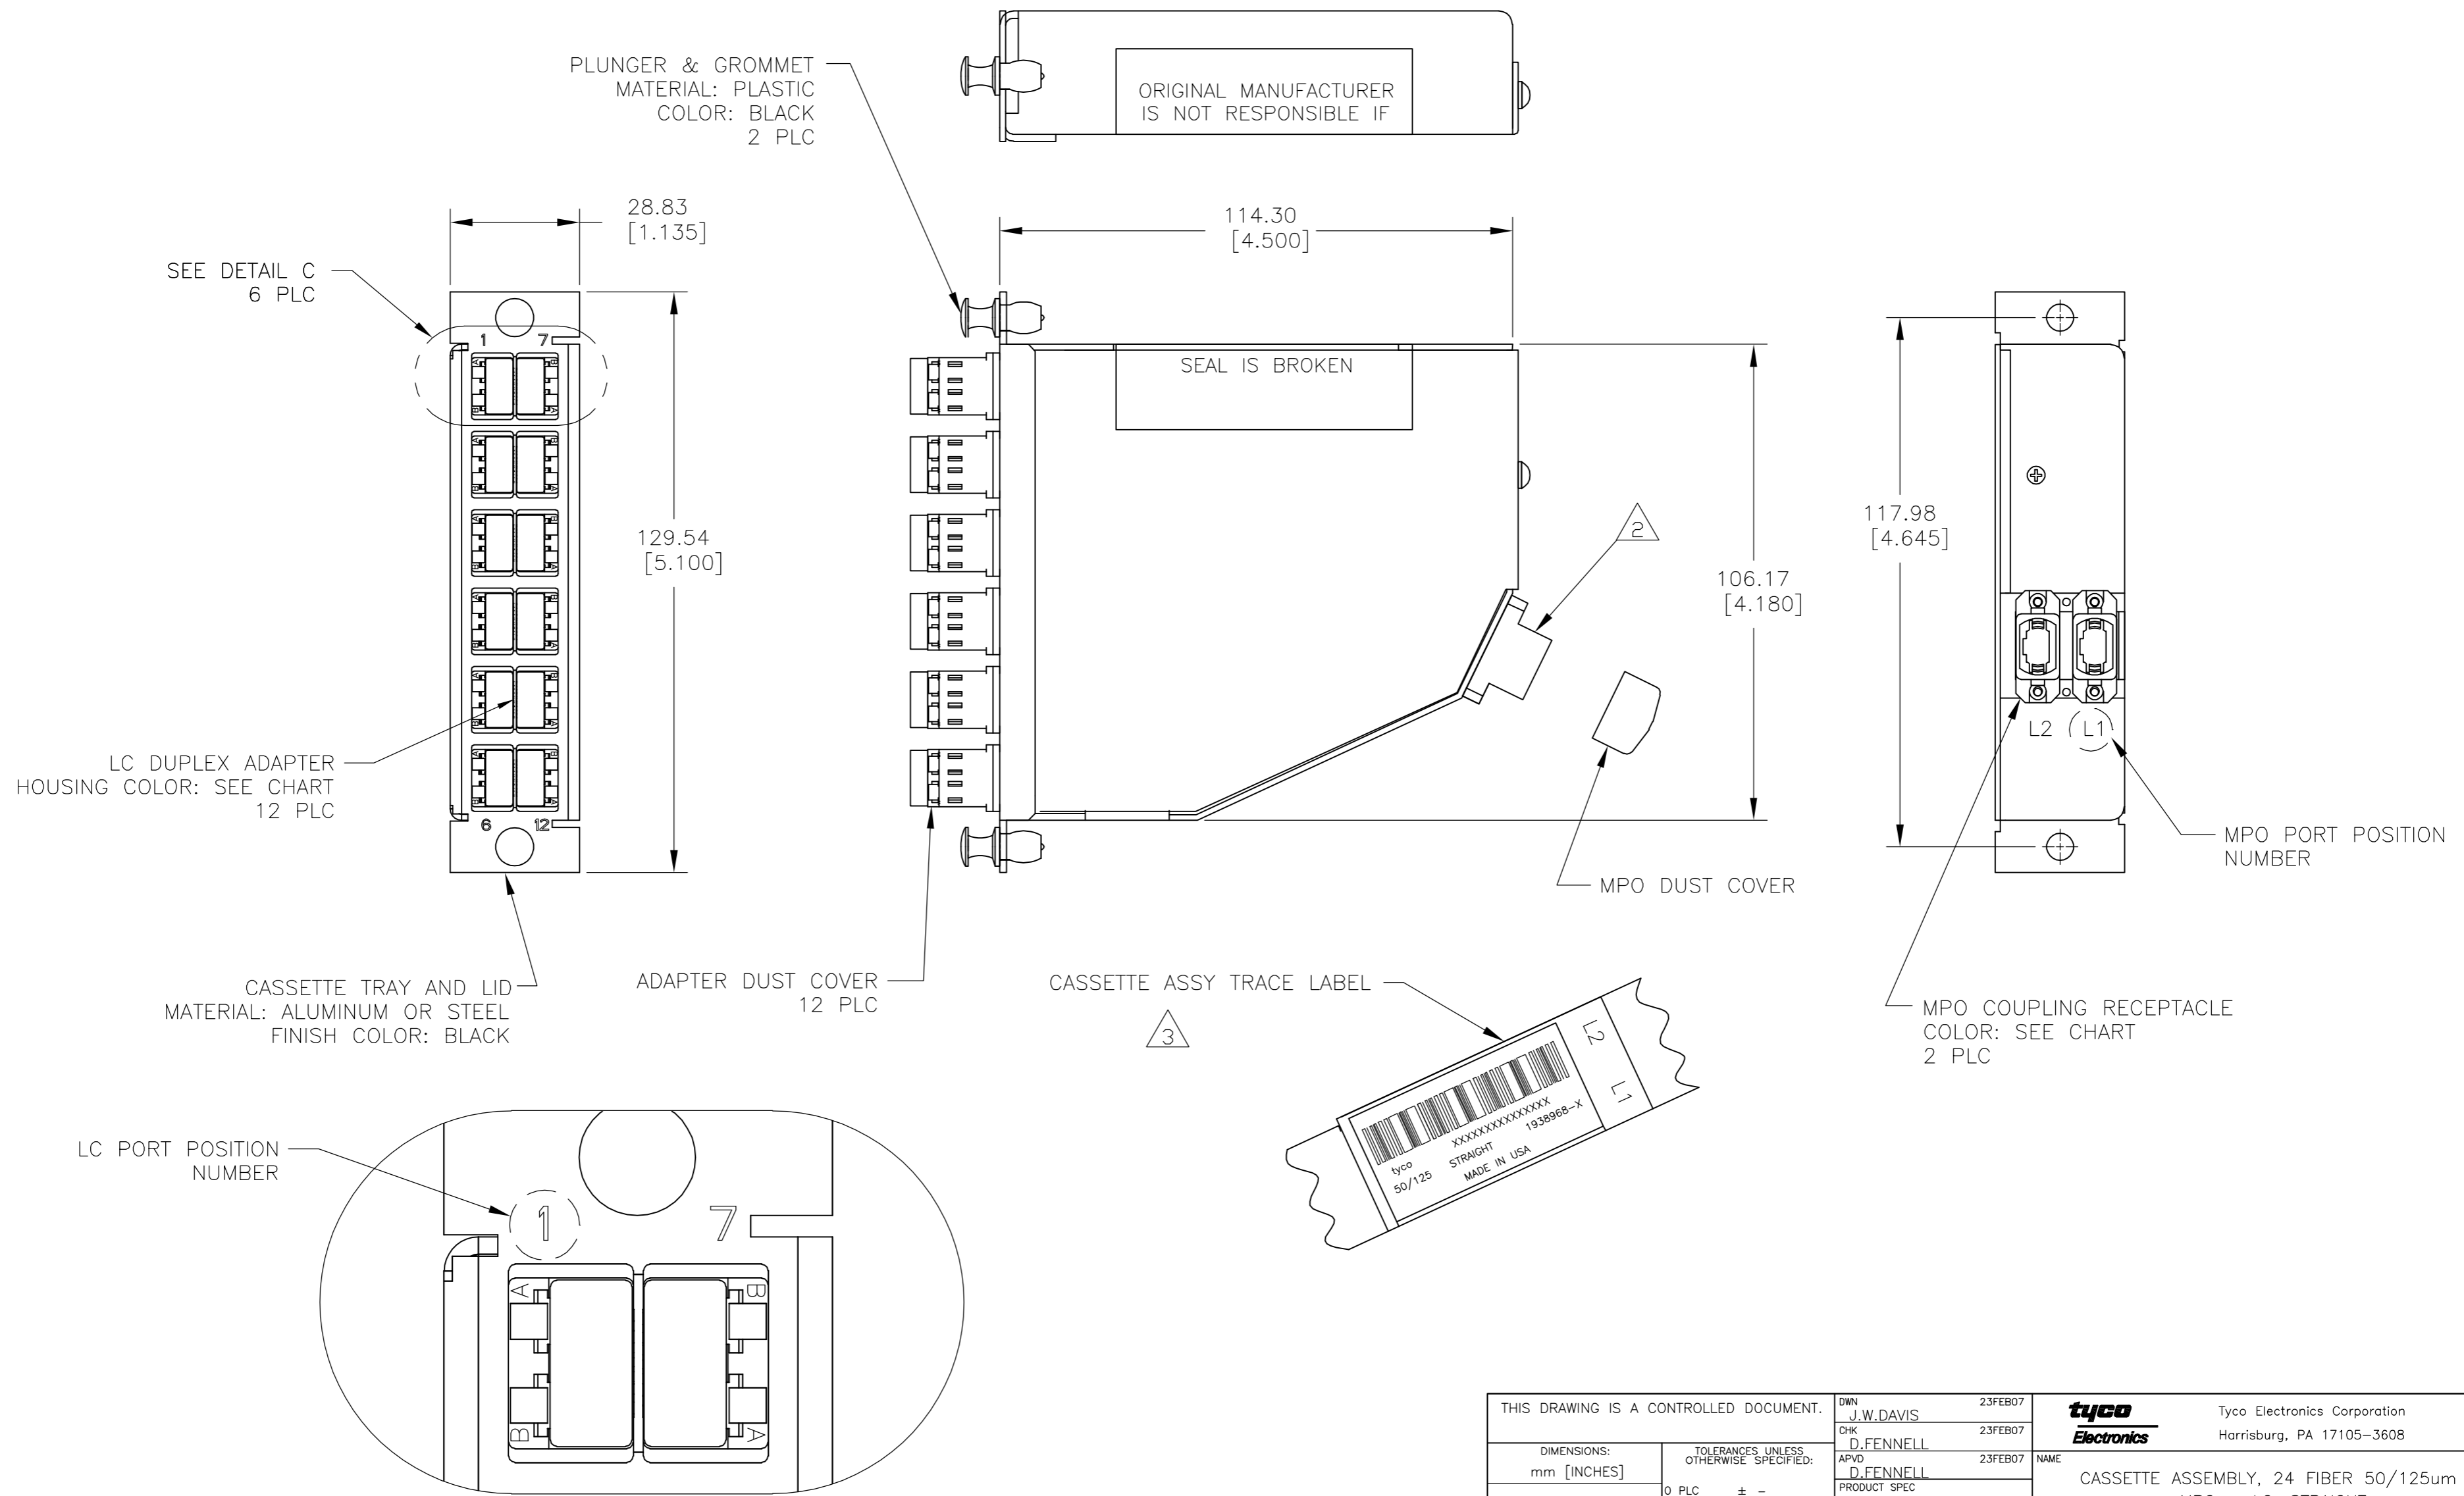 PLUNGER & GROMMET
MATERIAL: PLASTIC
COLOR: BLACK
2 PLC
ORIGINAL MANUFACTURER
IS NOT RESPONSIBLE IF
28.83
[1.135]
114.30
[4.500]
SEE DETAIL C
6 PLC
1 7
SEAL IS BROKEN
2
129.54
[5.100]
117.98
[4.645]
106.17
[4.180]
LC DUPLEX ADAPTER
HOUSING COLOR: SEE CHART
12 PLC
6 12
L2 L1
MPO PORT POSITION
NUMBER
MPO DUST COVER
CASSETTE TRAY AND LID
MATERIAL: ALUMINUM OR STEEL
FINISH COLOR: BLACK
ADAPTER DUST COVER
12 PLC
CASSETTE ASSY TRACE LABEL
3
MPO COUPLING RECEPTACLE
COLOR: SEE CHART
2 PLC
L2
L1
XXXXXXXXXXXXXXX
tyco STRAIGHT 1938968-X
50/125 MADE IN USA
LC PORT POSITION
NUMBER
1 7
A B
B A
THIS DRAWING IS A CONTROLLED DOCUMENT.
DIMENSIONS:
mm [INCHES]
TOLERANCES UNLESS
OTHERWISE SPECIFIED:
0 PLC ± -
DWN 23FEB07
J.W.DAVIS
CHK 23FEB07
D.FENNELL
APVD 23FEB07
D.FENNELL
PRODUCT SPEC
tyco
Electronics
Tyco Electronics Corporation
Harrisburg, PA 17105-3608
NAME
CASSETTE ASSEMBLY, 24 FIBER 50/125um